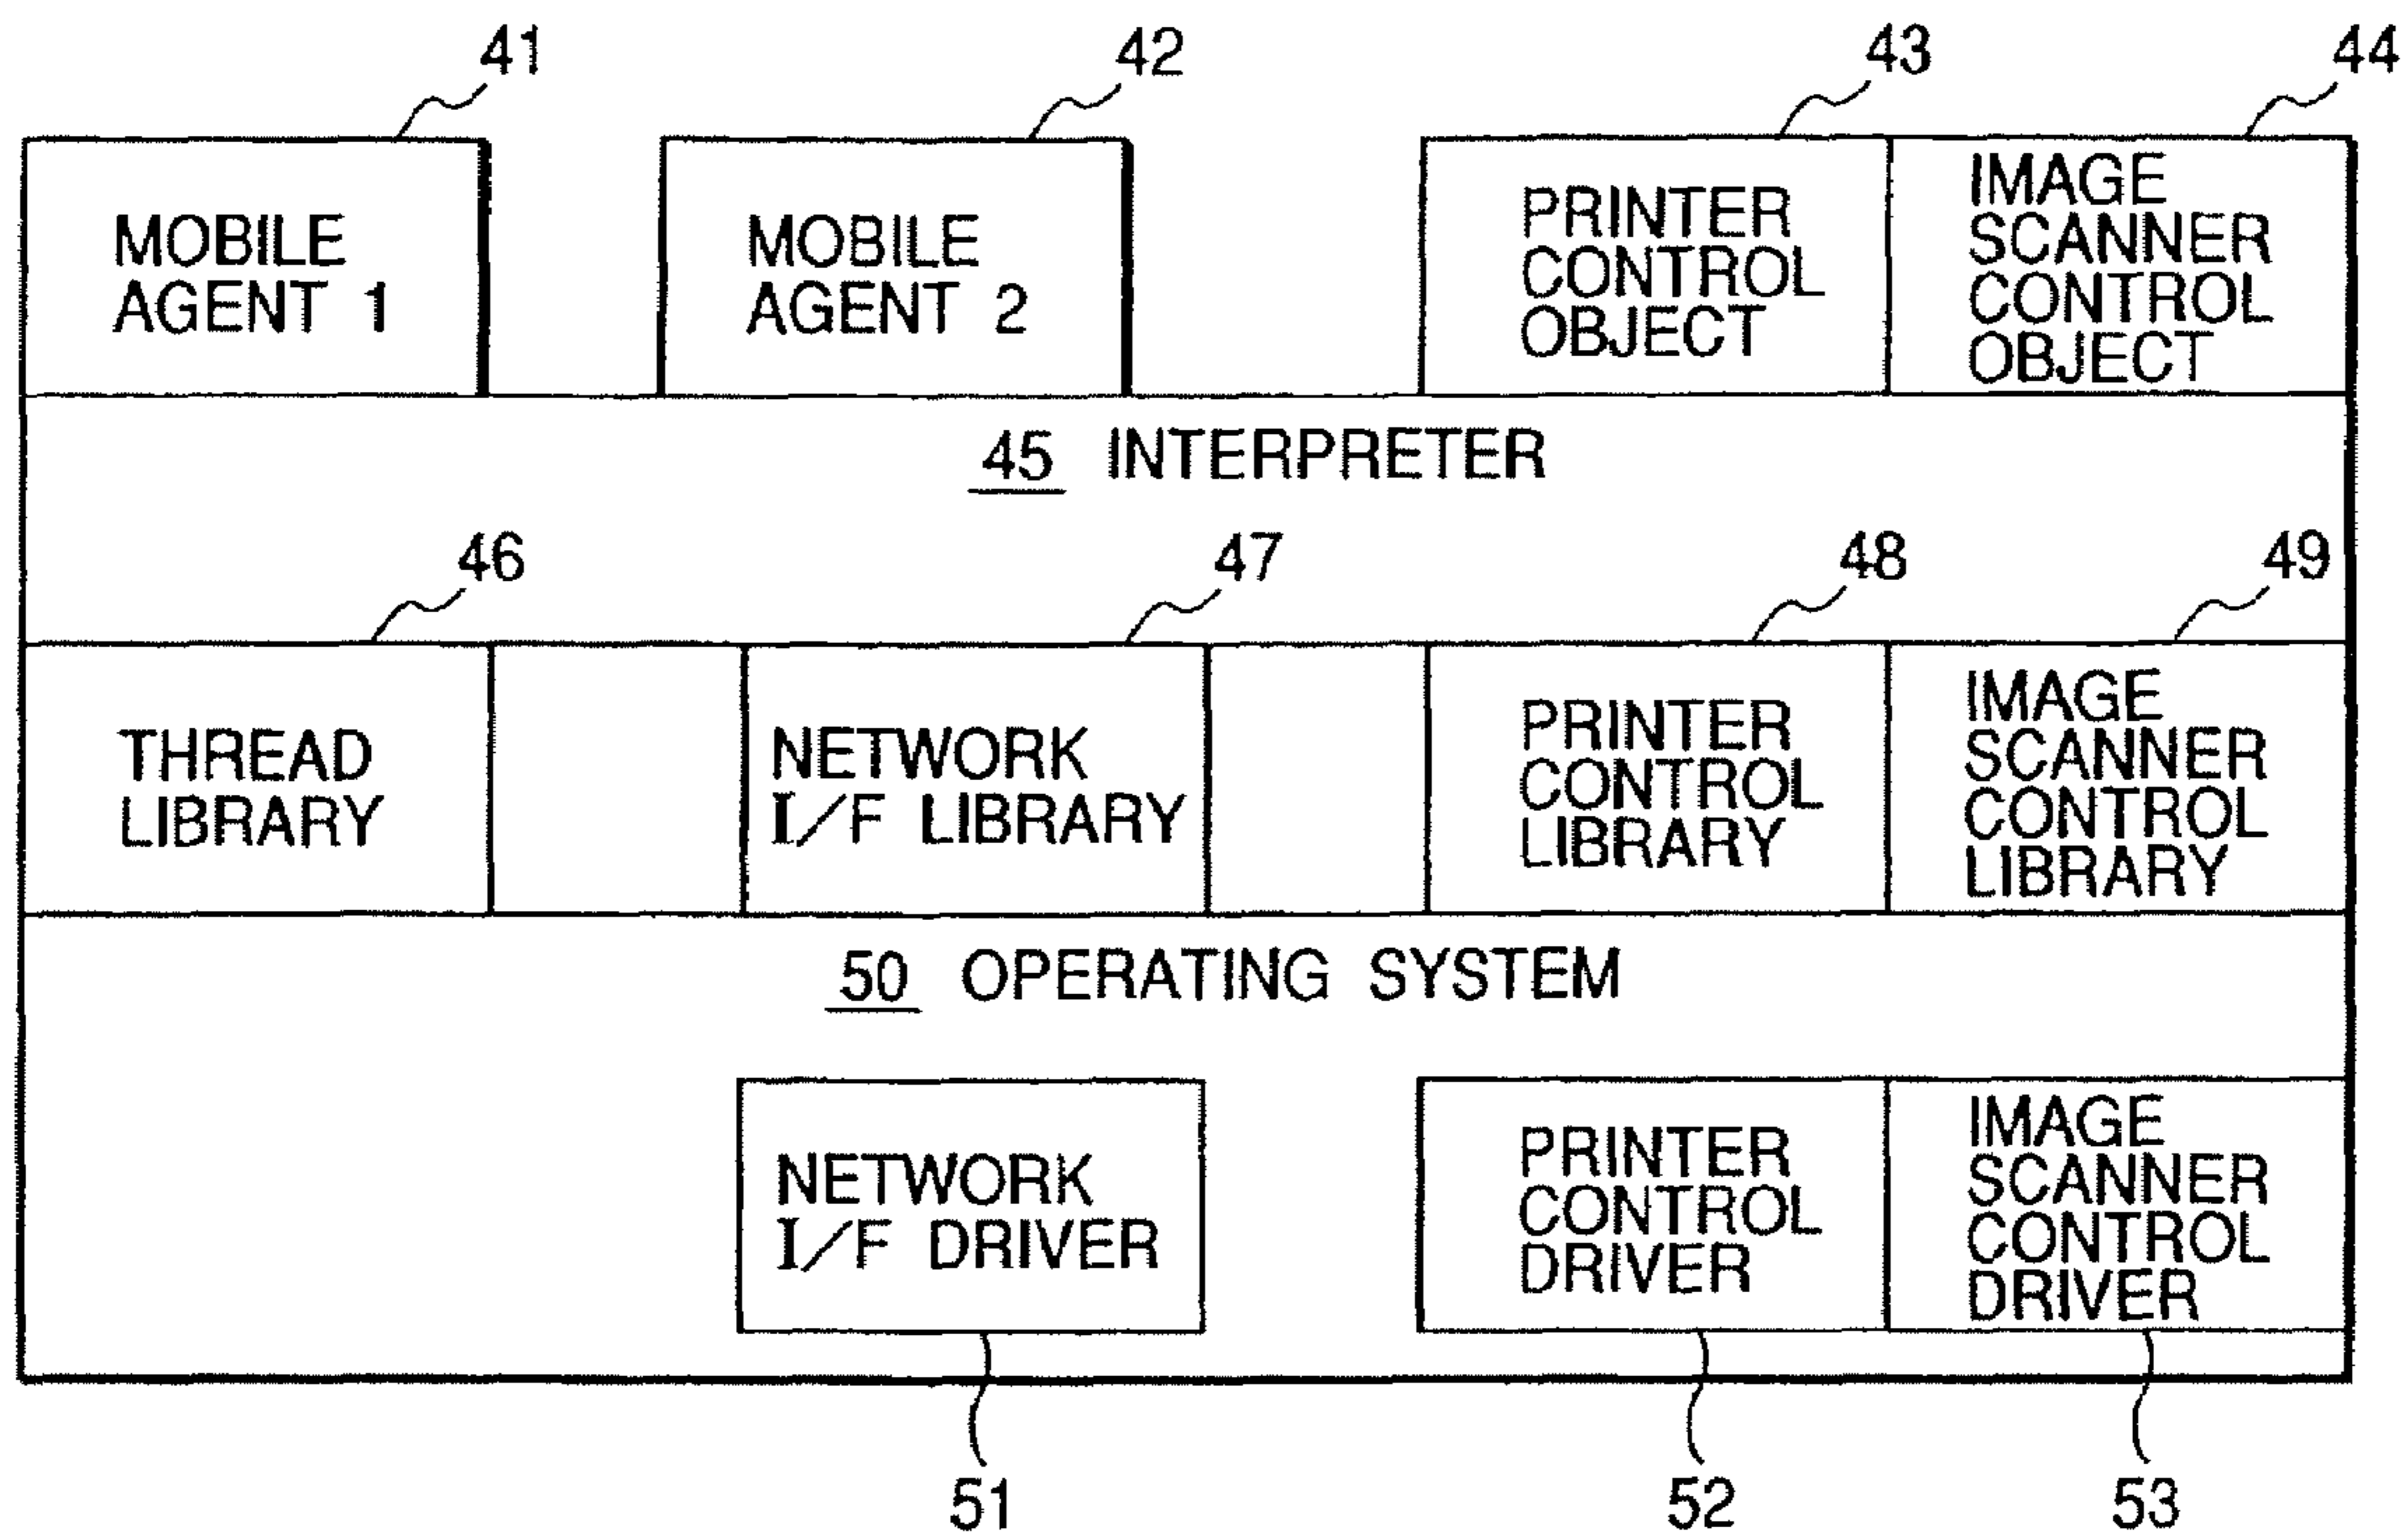 41
42
43
44
MOBILE
AGENT 1
MOBILE
AGENT 2
PRINTER
CONTROL
OBJECT
IMAGE
SCANNER
CONTROL
OBJECT
45 INTERPRETER
46
47
48
49
THREAD
LIBRARY
NETWORK
I/F LIBRARY
PRINTER
CONTROL
LIBRARY
IMAGE
SCANNER
CONTROL
LIBRARY
50 OPERATING SYSTEM
NETWORK
I/F DRIVER
PRINTER
CONTROL
DRIVER
IMAGE
SCANNER
CONTROL
DRIVER
51
52
53